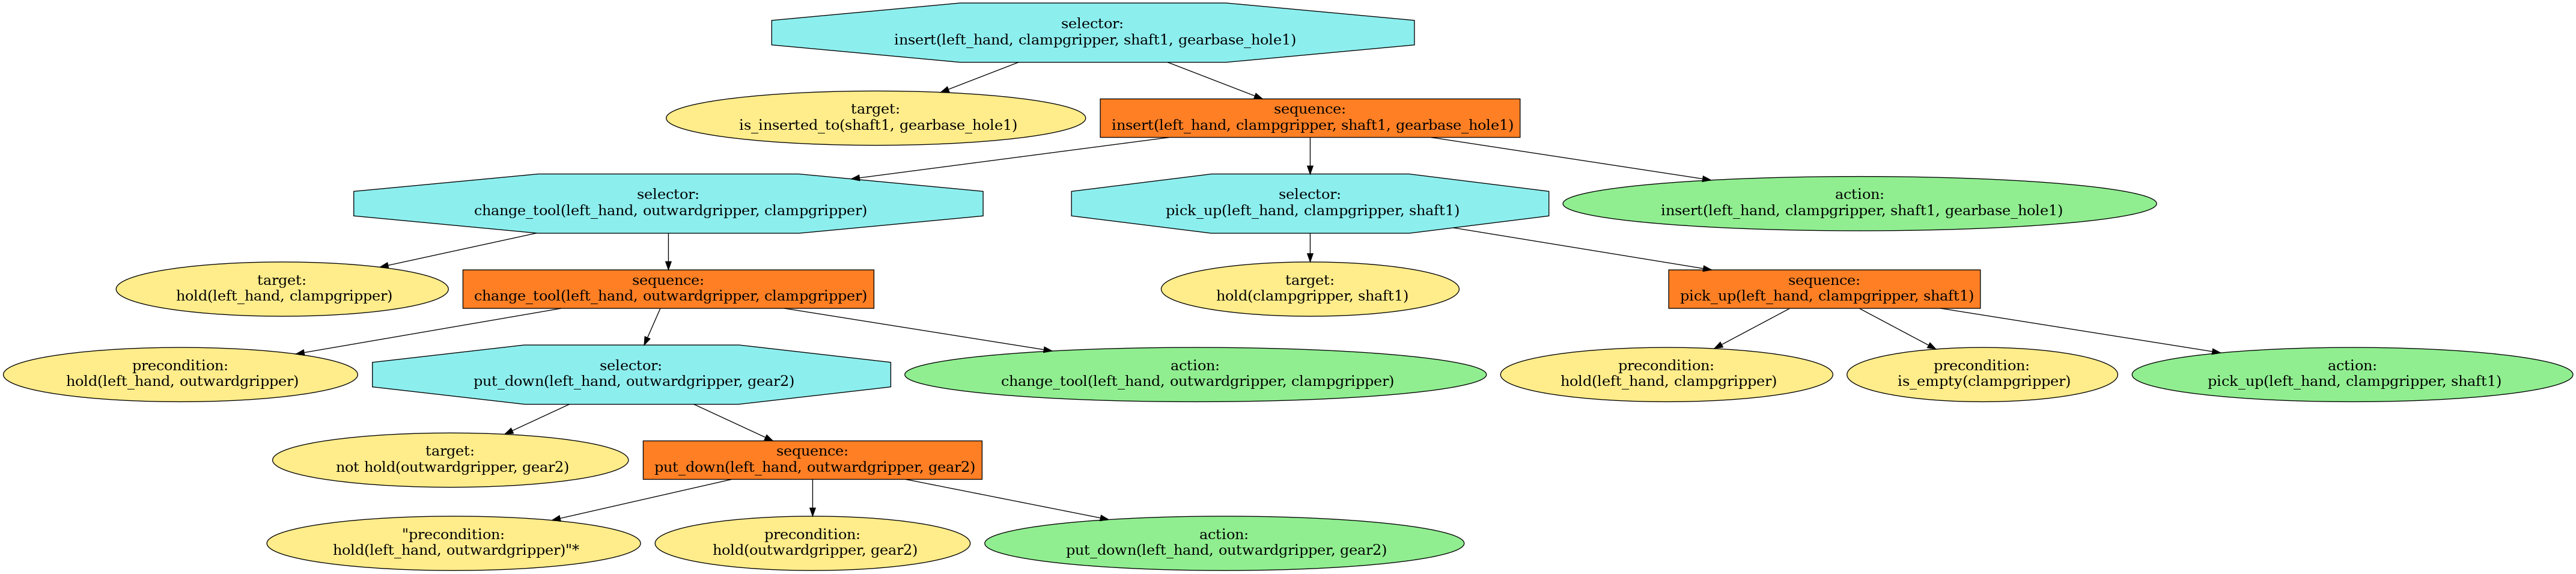 selector:
insert(left_hand, clampgripper, shaft1, gearbase_hole1)
target:
is_inserted_to(shaft1, gearbase_hole1)
sequence:
insert(left_hand, clampgripper, shaft1, gearbase_hole1)
selector:
change_tool(left_hand, outwardgripper, clampgripper)
selector:
pick_up(left_hand, clampgripper, shaft1)
action:
insert(left_hand, clampgripper, shaft1, gearbase_hole1)
target:
hold(left_hand, clampgripper)
sequence:
change_tool(left_hand, outwardgripper, clampgripper)
target:
hold(clampgripper, shaft1)
sequence:
pick_up(left_hand, clampgripper, shaft1)
precondition:
hold(left_hand, outwardgripper)
selector:
put_down(left_hand, outwardgripper, gear2)
action:
change_tool(left_hand, outwardgripper, clampgripper)
precondition:
hold(left_hand, clampgripper)
precondition:
is_empty(clampgripper)
action:
pick_up(left_hand, clampgripper, shaft1)
target:
not hold(outwardgripper, gear2)
sequence:
put_down(left_hand, outwardgripper, gear2)
"precondition:
hold(left_hand, outwardgripper)"*
precondition:
hold(outwardgripper, gear2)
action:
put_down(left_hand, outwardgripper, gear2)